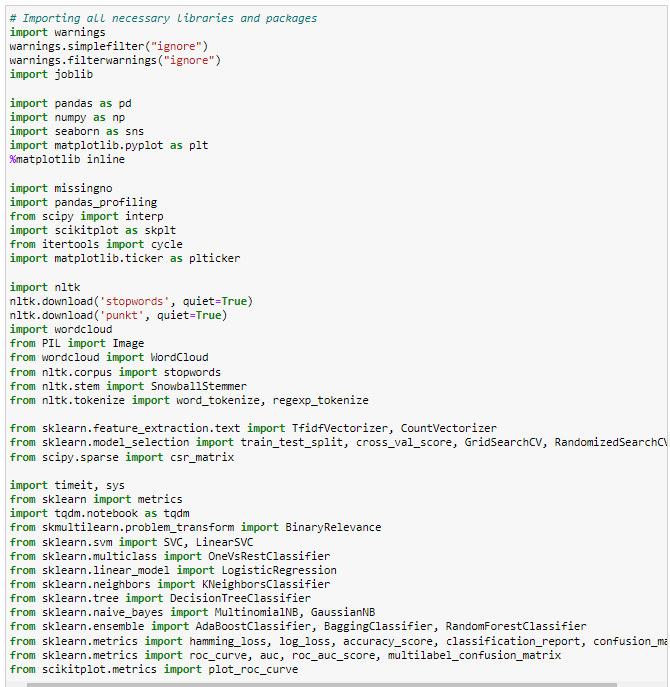 # Importing all necessary libraries and packages
import warnings
warnings.simplefilter("ignore")
warnings.filterwarnings("ignore")
import joblib
import pandas as pd
import numpy as np
import seaborn as sns
import matplotlib.pyplot as plt
%matplotlib inline
import missingno
import pandas_profiling
from scipy import interp
import scikitplot as skplt
from itertools import cycle
import matplotlib.ticker as plticker
import nltk
nltk.download('stopwords', quiet=True)
nltk.download('punkt', quiet=True)
import wordcloud
from PIL import Image
from wordcloud import WordCloud
from nltk.corpus import stopwords
from nltk.stem import SnowballStemmer
from nltk.tokenize import word_tokenize, regexp_tokenize
from sklearn.feature_extraction.text import TfidfVectorizer, CountVectorizer
from sklearn.model_selection import train_test_split, cross_val_score, GridSearchCV, RandomizedSearchCV
from scipy.sparse import csr_matrix
import timeit, sys
from sklearn import metrics
import tqdm.notebook as tqdm
from skmultilearn.problem_transform import BinaryRelevance
from sklearn.svm import SVC, LinearSVC
from sklearn.multiclass import OneVsRestClassifier
from sklearn.linear_model import LogisticRegression
from sklearn.neighbors import KNeighborsClassifier
from sklearn.tree import DecisionTreeClassifier
from sklearn.naive_bayes import MultinomialNB, GaussianNB
from sklearn.ensemble import AdaBoostClassifier, BaggingClassifier, RandomForestClassifier
from sklearn.metrics import hamming_loss, log_loss, accuracy_score, classification_report, confusion_ma
from sklearn.metrics import roc_curve, auc, roc_auc_score, multilabel_confusion_matrix
from scikitplot.metrics import plot_roc_curve